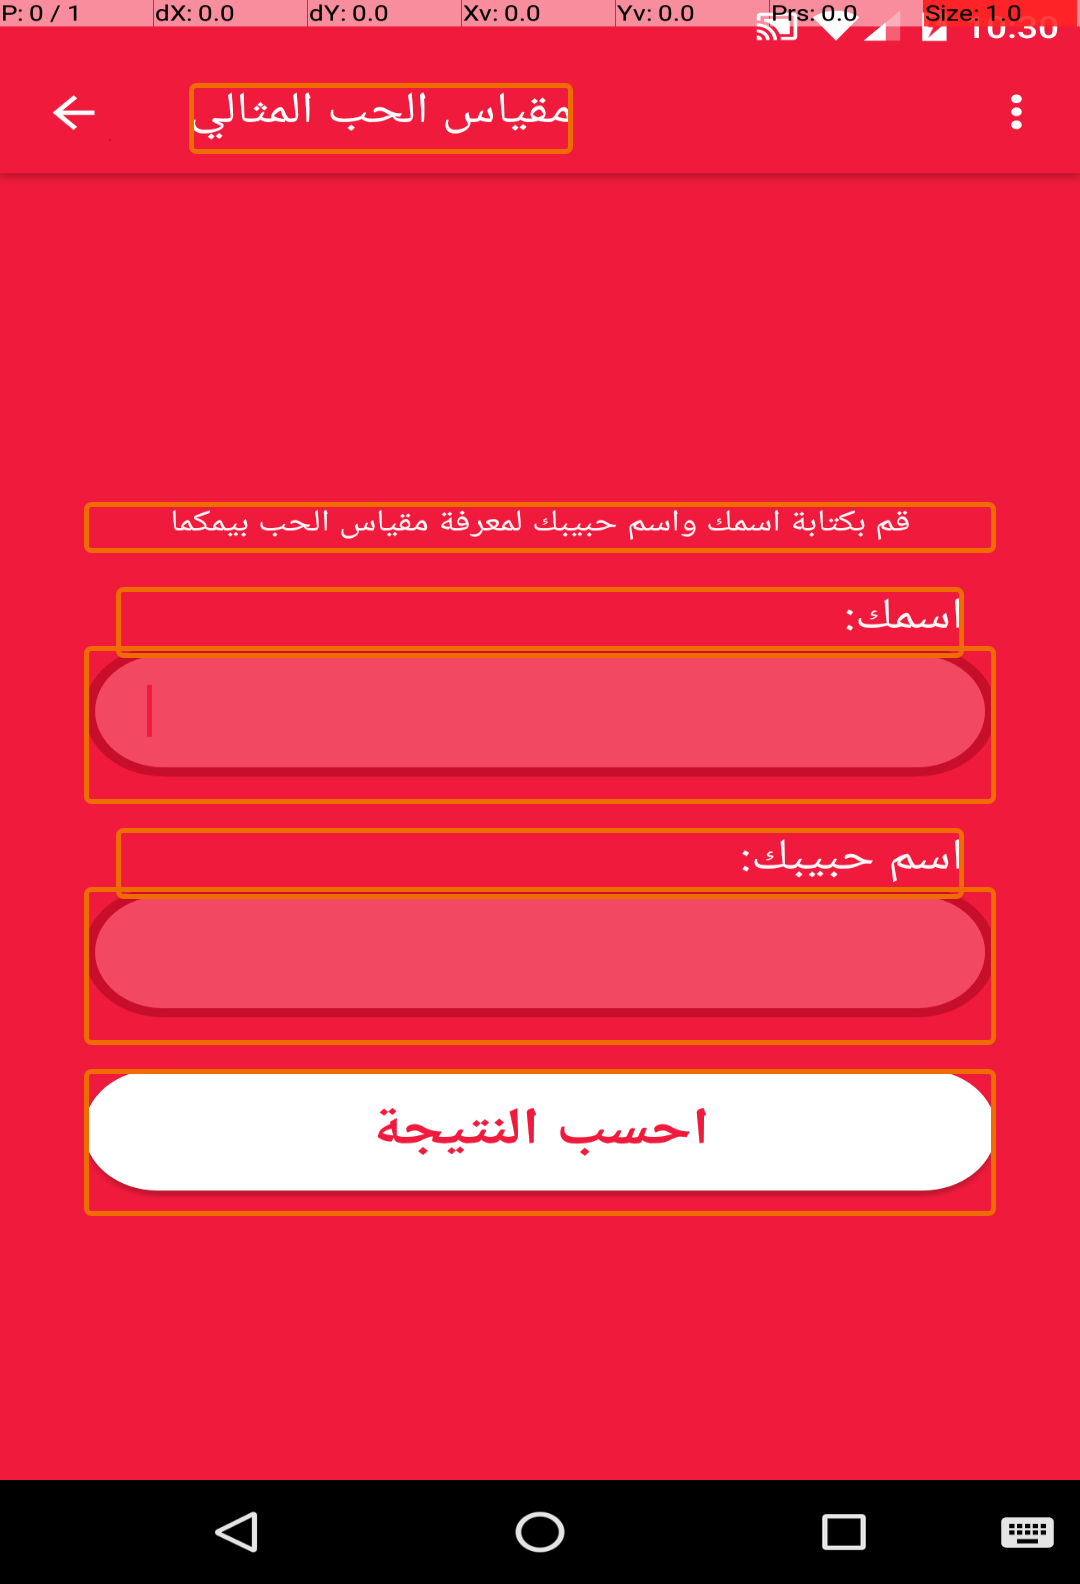 P: 0 / 1 dX: 0.0 dY: 0.0 Xv: 0.0 Yv: 0.0 Prs: 0.0 Size: 1.0
10:30
مقياس الحب المثالي
قم بكتابة اسمك واسم حبيبك لمعرفة مقياس الحب بيمكما
اسمك:
اسم حبيبك:
احسب النتيجة